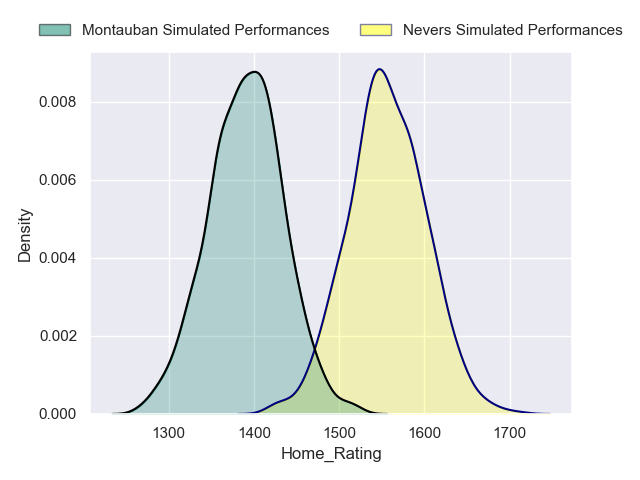 Montauban Simulated Performances Nevers Simulated Performances
0.008
0.006
0.004
0.002
0.000
Density
1300 1400 1500 1600 1700
Home_Rating